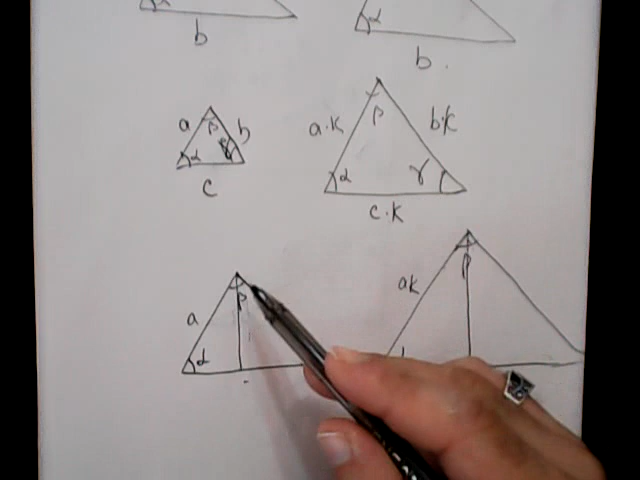 α α
b b
a β b a·k β b·k
α γ α γ
c c·k
β ak β
a
α